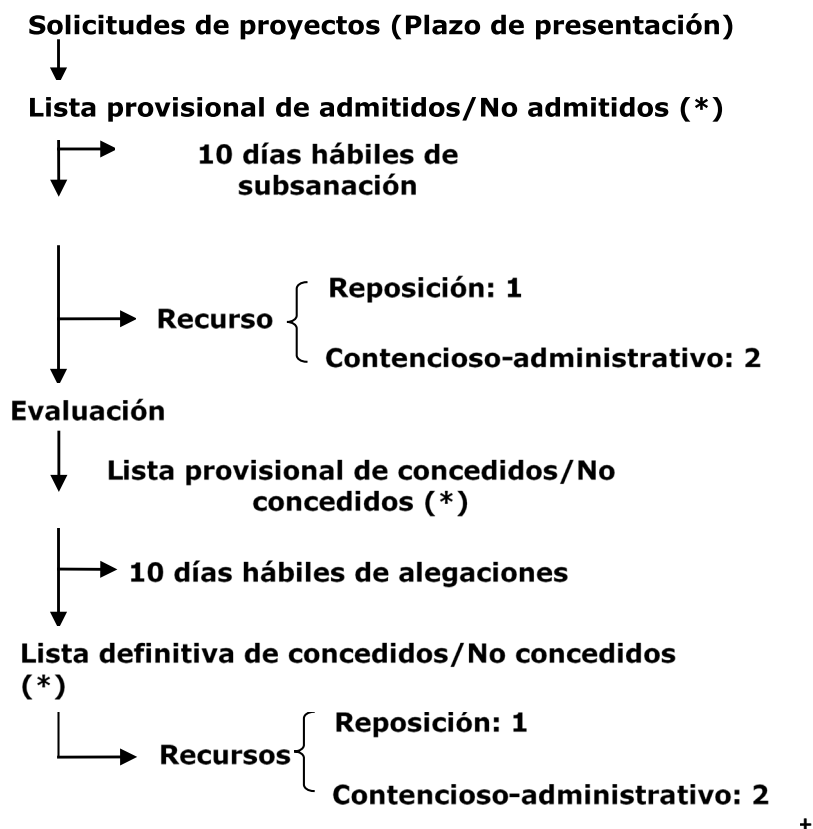 Solicitudes de proyectos (Plazo de presentación)
Lista provisional de admitidos/No admitidos (*)
10 días hábiles de
subsanación
Reposición: 1
Recurso
Contencioso-administrativo: 2
Evaluación
Lista provisional de concedidos/No
concedidos (*)
10 días hábiles de alegaciones
Lista definitiva de concedidos/No concedidos
(*)
Reposición: 1
Recursos
Contencioso-administrativo: 2
+